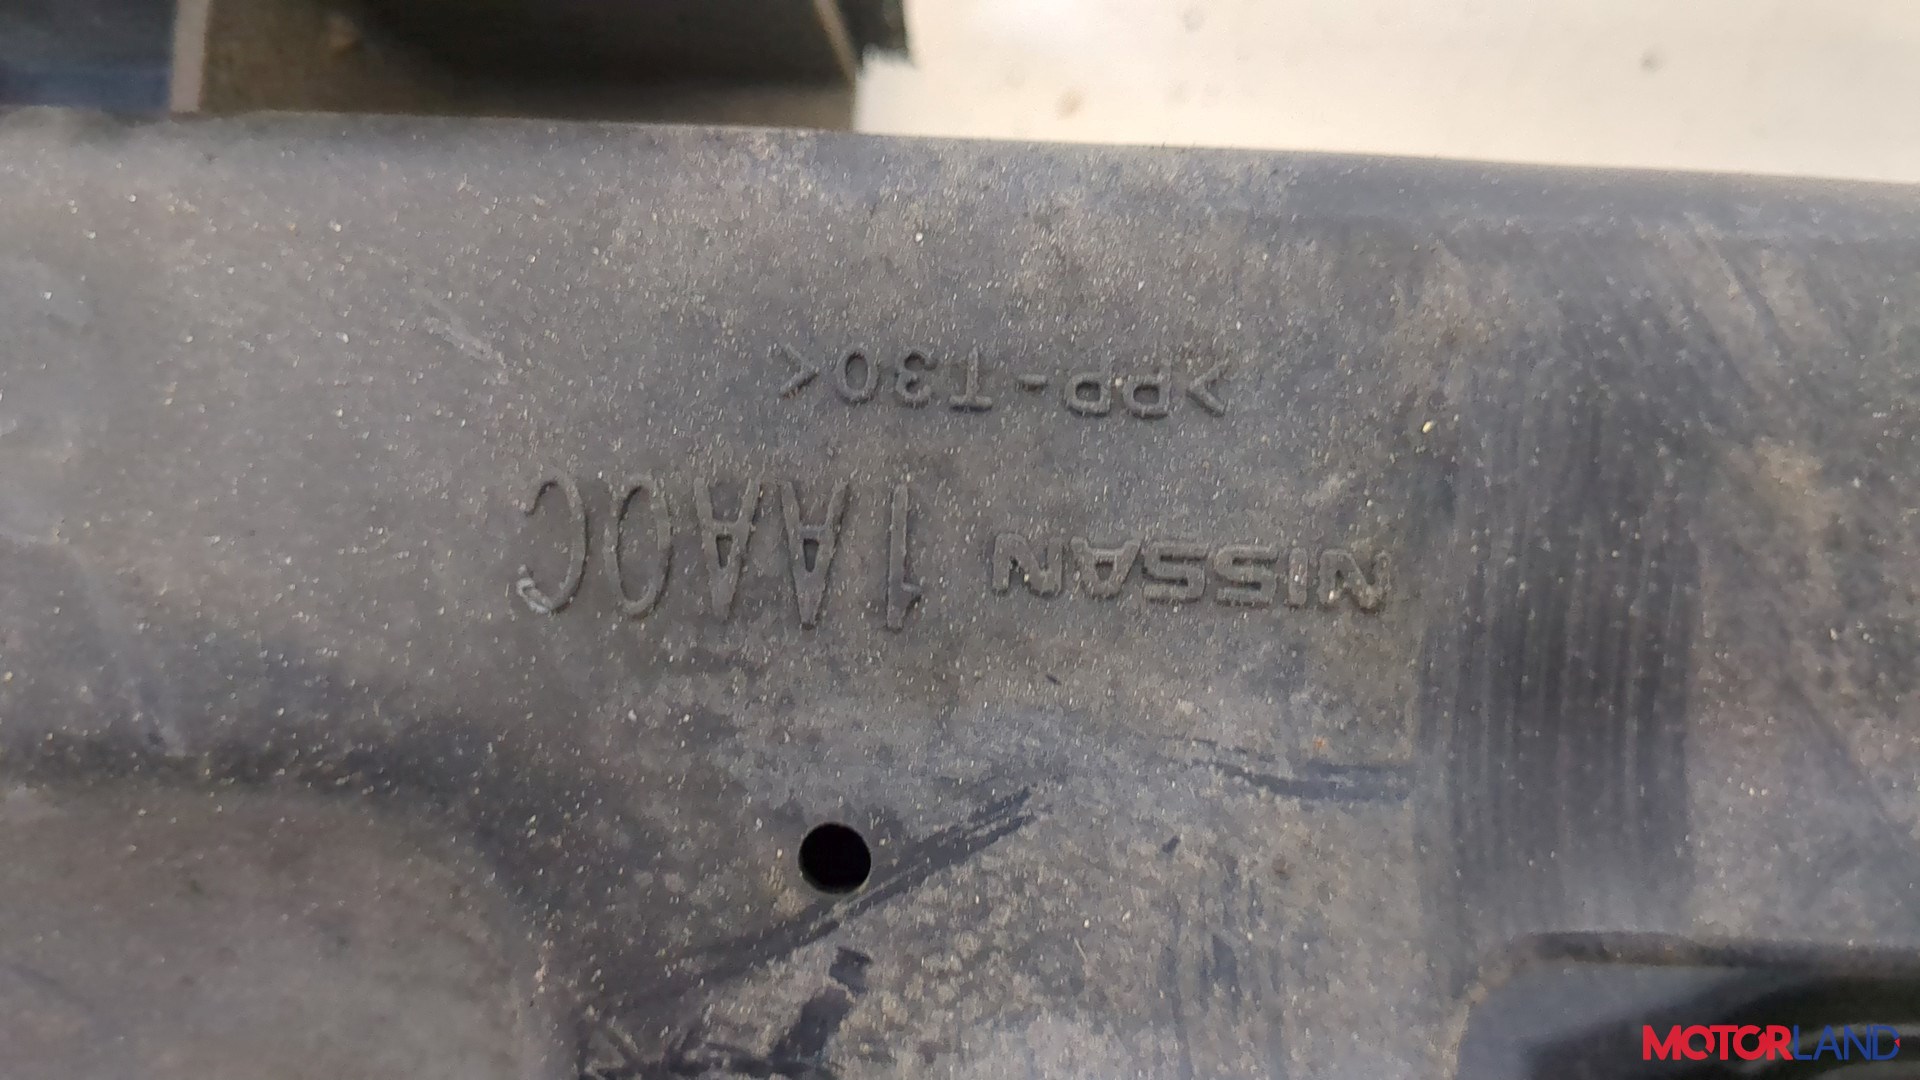 NISSAN 1AA0C
>PP-T30<
MOTORLAND